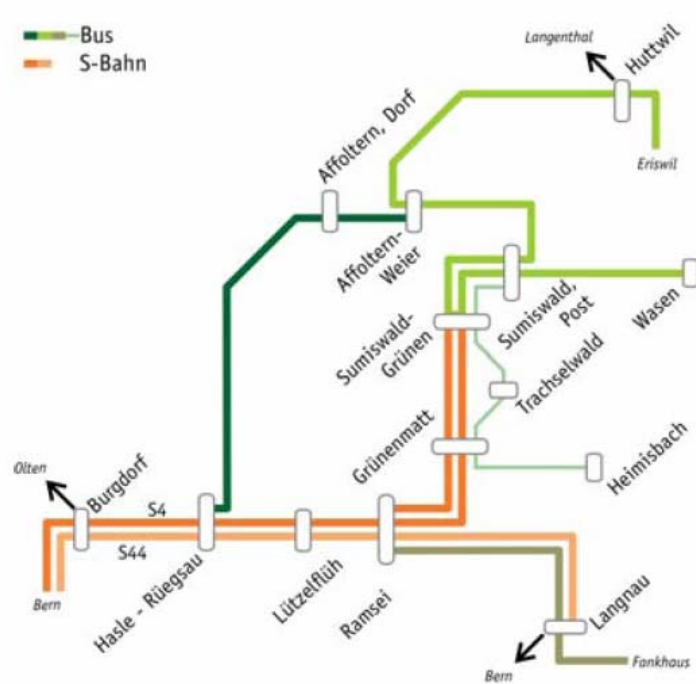 Bus
S-Bahn
Langenthal
Huttwil
Eriswil
Affoltern, Dorf
Affoltern-
Weier
Sumiswald,
Post
Wasen
Sumiswald-
Grünen
Trachselwald
Grünenmatt
Heimisbach
Olten
Burgdorf
S4
S44
Bern
Hasle - Rüegsau
Lützelflüh
Ramsei
Langnau
Bern
Fankhaus